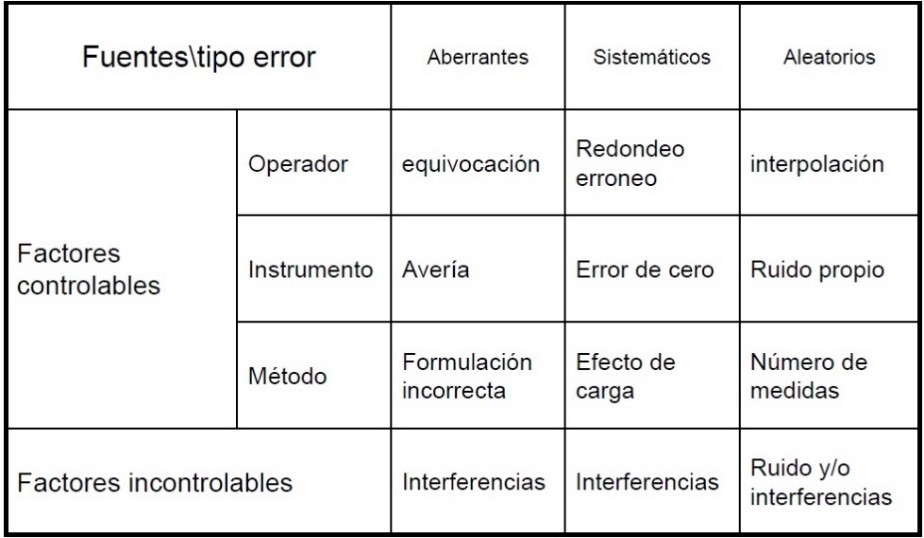 Fuentes\tipo error
Aberrantes
Sistemáticos
Aleatorios
Factores
controlables
Operador
equivocación
Redondeo
erroneo
interpolación
Instrumento
Avería
Error de cero
Ruido propio
Método
Formulación
incorrecta
Efecto de
carga
Número de
medidas
Factores incontrolables
Interferencias
Interferencias
Ruido y/o
interferencias